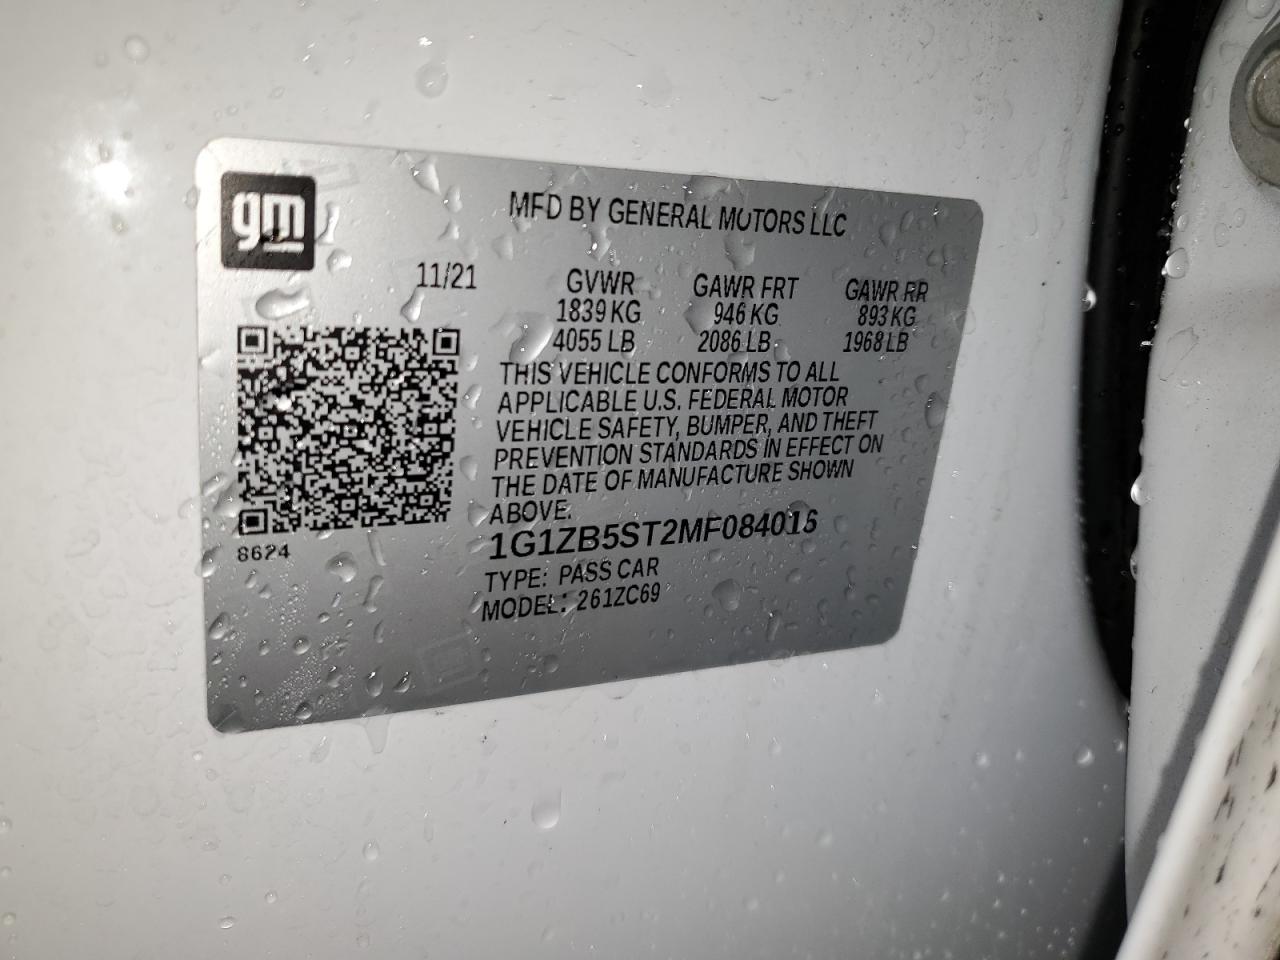 gm
MFD BY GENERAL MOTORS LLC
11/21
GVWR GAWR FRT GAWR RR
1839 KG 946 KG 893 KG
4055 LB 2086 LB 1968 LB
THIS VEHICLE CONFORMS TO ALL
APPLICABLE U.S. FEDERAL MOTOR
VEHICLE SAFETY, BUMPER, AND THEFT
PREVENTION STANDARDS IN EFFECT ON
THE DATE OF MANUFACTURE SHOWN
ABOVE.
8624
1G1ZB5ST2MF084016
TYPE: PASS CAR
MODEL: 261ZC69